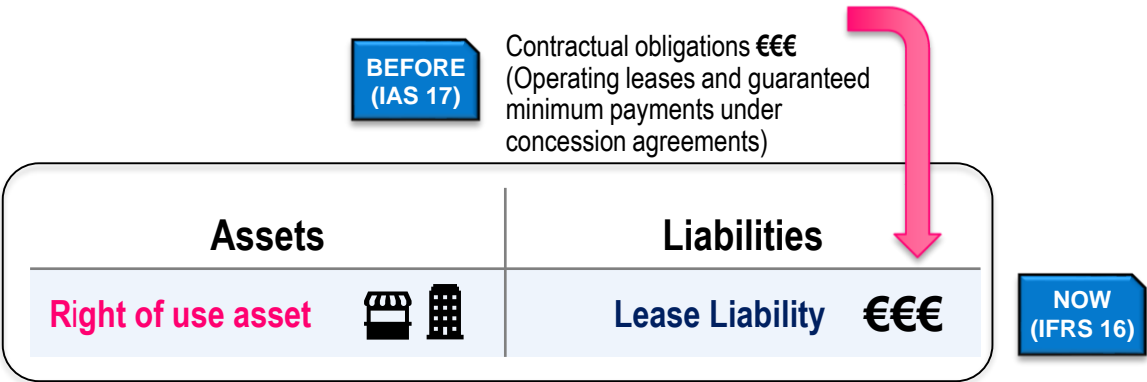 BEFORE
(IAS 17)
Contractual obligations €€€
(Operating leases and guaranteed
minimum payments under
concession agreements)
Assets
Liabilities
Right of use asset
Lease Liability €€€
NOW
(IFRS 16)